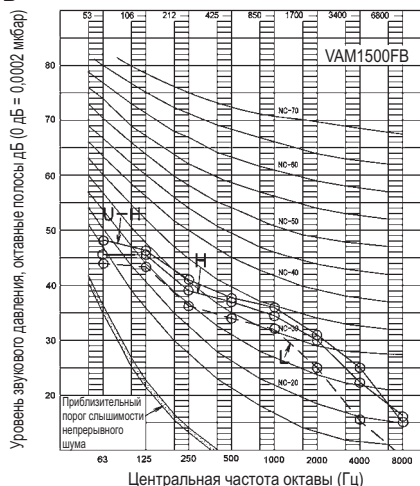 53 106 212 425 850 1700 3400 6800
VAM1500FB
Уровень звукового давления, октавные полосы дБ (0 дБ = 0,0002 мкбар)
80
70
60
50
40
30
20
NC-70
NC-60
NC-50
NC-40
NC-30
NC-20
U-H
H
L
Приблизительный
порог слышимости
непрерывного
шума
63 125 250 500 1000 2000 4000 8000
Центральная частота октавы (Гц)